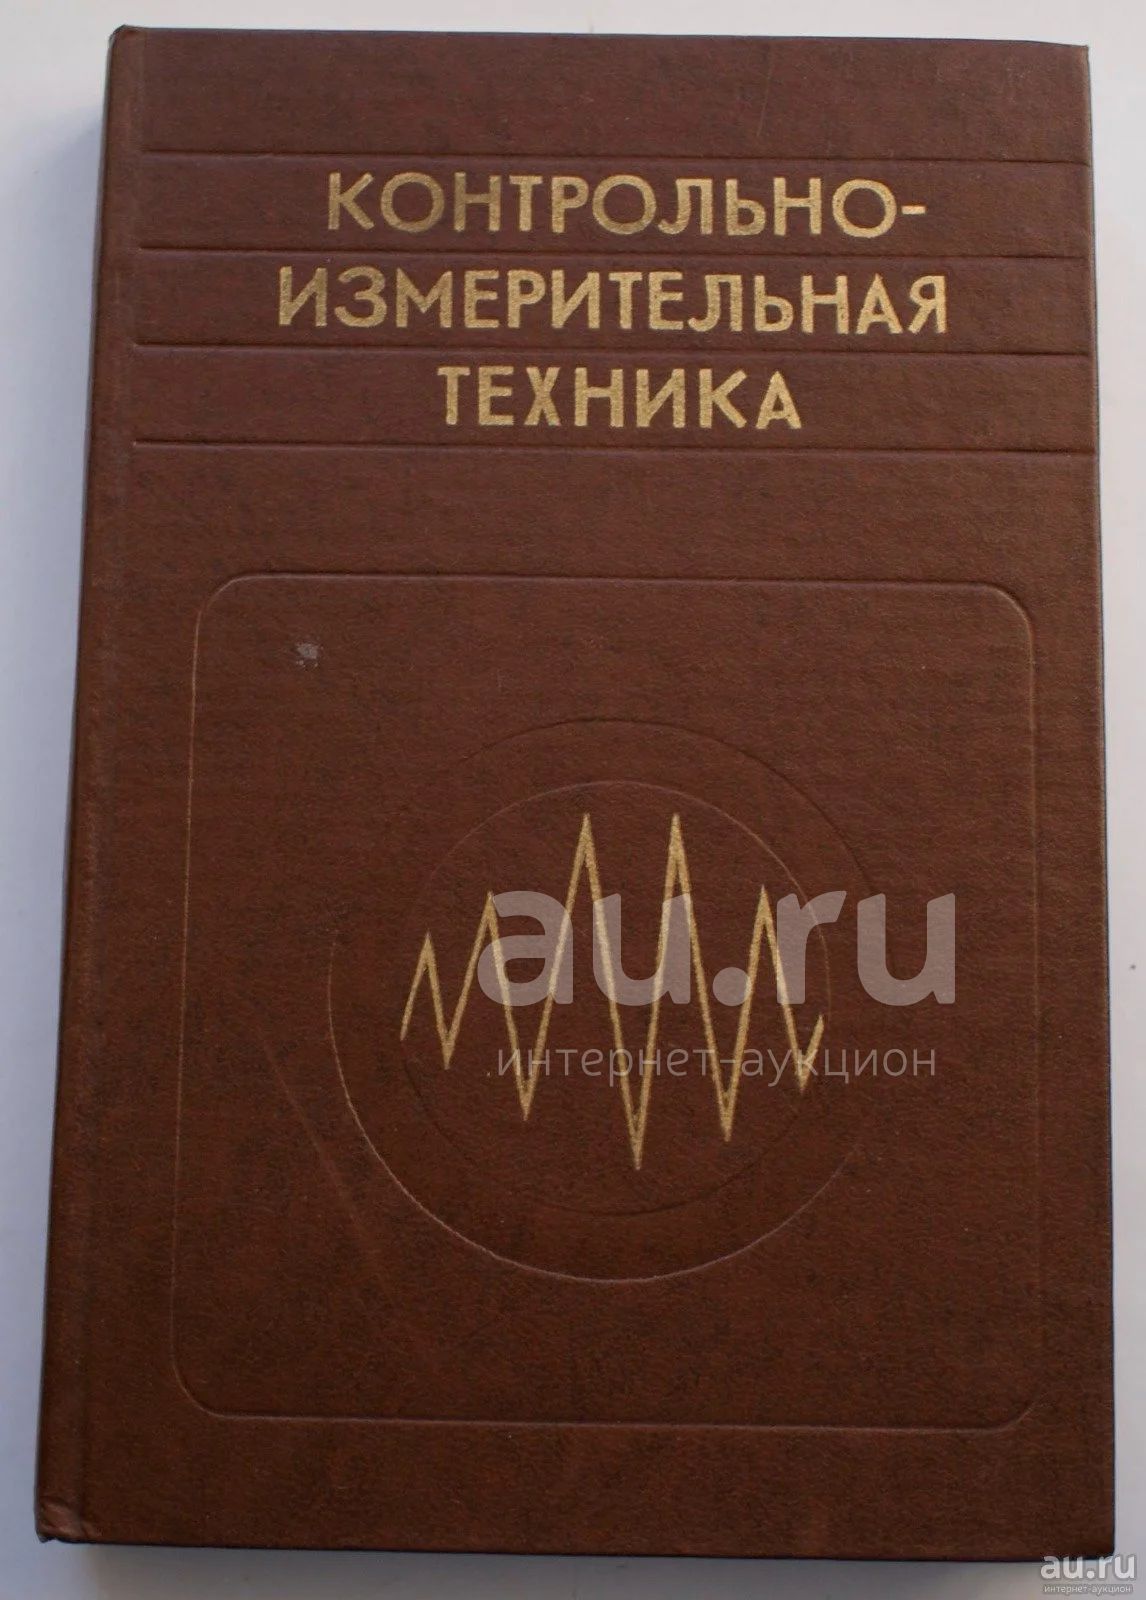 КОНТРОЛЬНО-
ИЗМЕРИТЕЛЬНАЯ
ТЕХНИКА
au.ru
интернет-аукцион
au.ru
интернет-аукцион